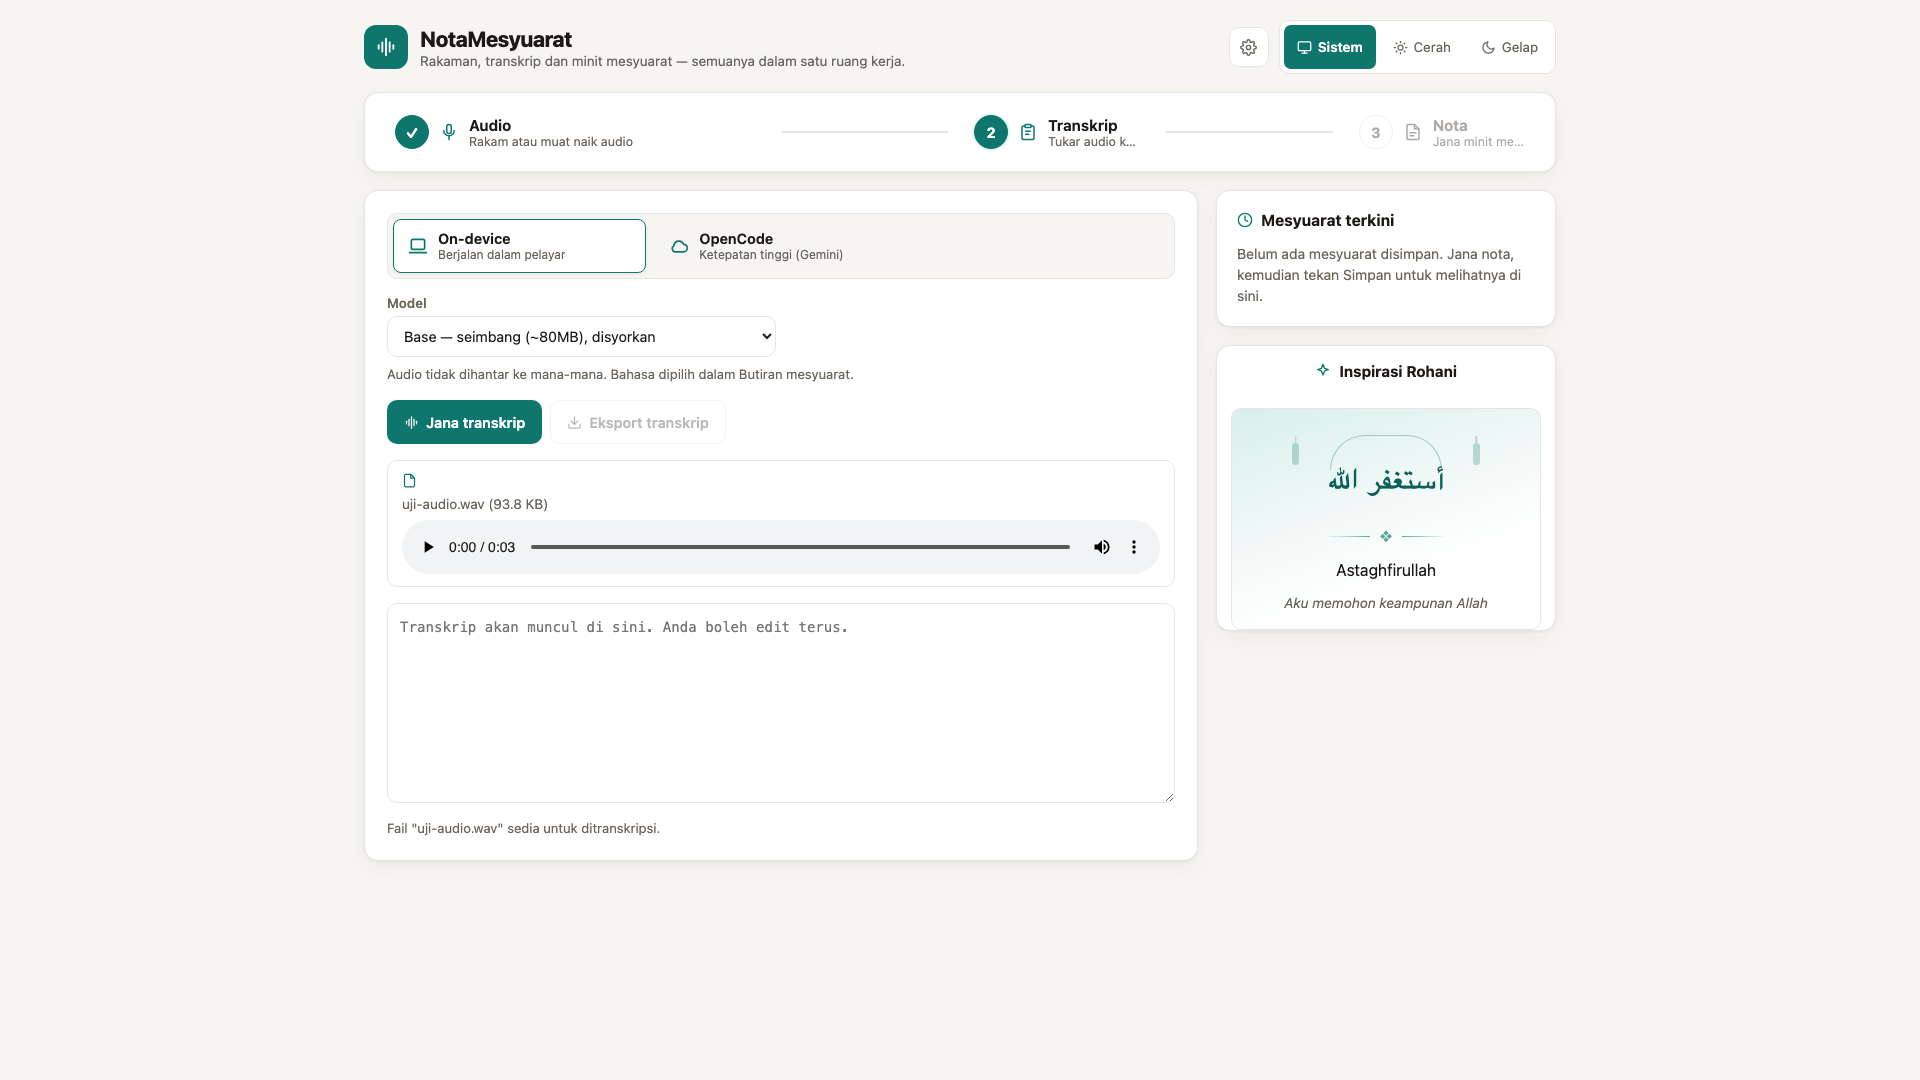 NotaMesyuarat
Rakaman, transkrip dan minit mesyuarat — semuanya dalam satu ruang kerja.
Sistem
Cerah
Gelap
Audio
Rakam atau muat naik audio
2
Transkrip
Tukar audio k...
3
Nota
Jana minit me...
On-device
Berjalan dalam pelayar
OpenCode
Ketepatan tinggi (Gemini)
Model
Base — seimbang (~80MB), disyorkan
Audio tidak dihantar ke mana-mana. Bahasa dipilih dalam Butiran mesyuarat.
Jana transkrip
Eksport transkrip
uji-audio.wav (93.8 KB)
0:00 / 0:03
Transkrip akan muncul di sini. Anda boleh edit terus.
Fail "uji-audio.wav" sedia untuk ditranskripsi.
Mesyuarat terkini
Belum ada mesyuarat disimpan. Jana nota,
kemudian tekan Simpan untuk melihatnya di
sini.
Inspirasi Rohani
أستغفر الله
Astaghfirullah
Aku memohon keampunan Allah